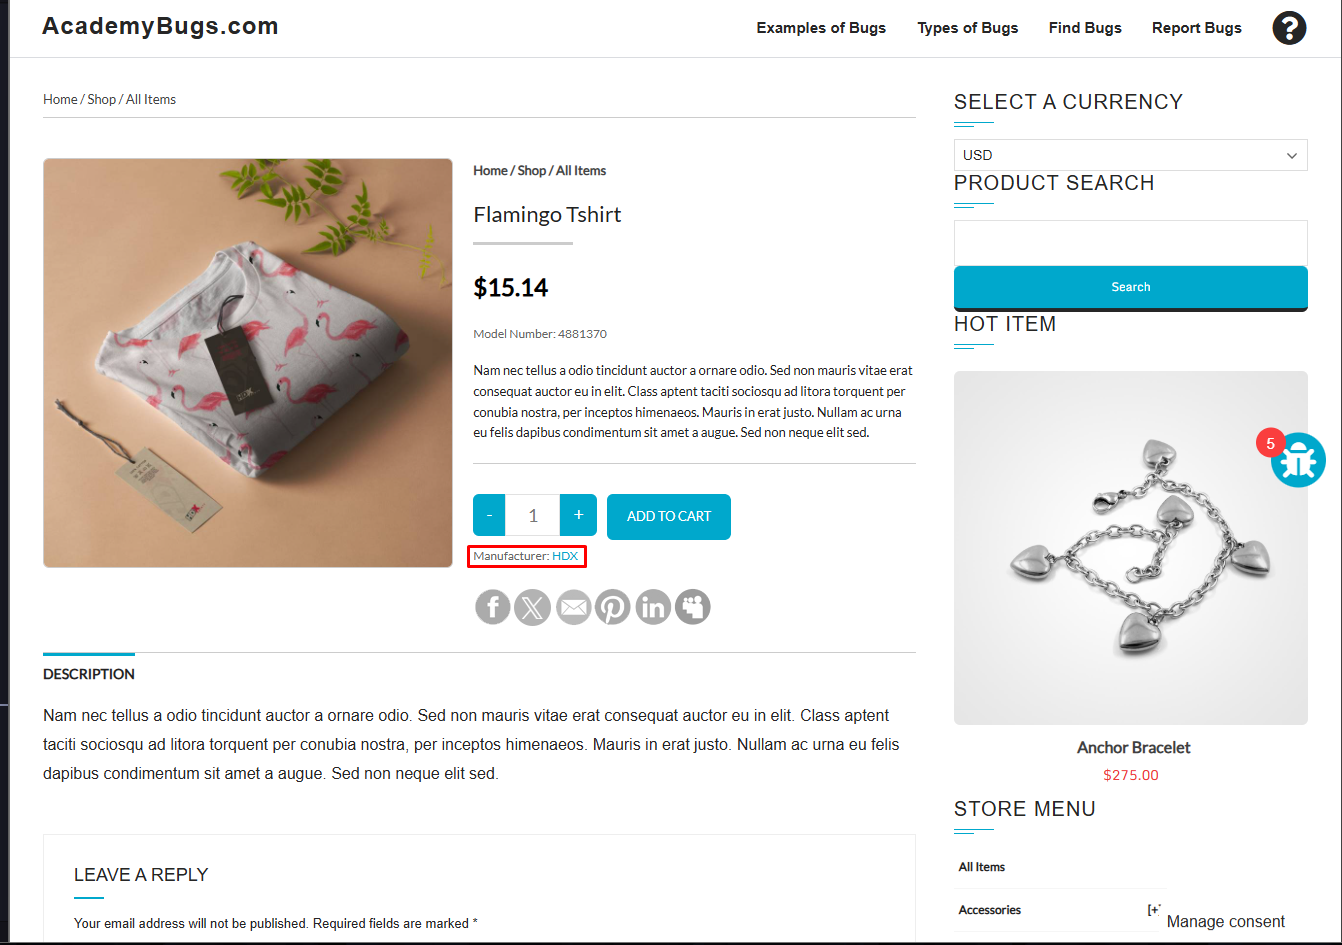 AcademyBugs.com
Examples of Bugs
Types of Bugs
Find Bugs
Report Bugs
?
Home / Shop / All Items
Home / Shop / All Items
Flamingo Tshirt
$15.14
Model Number: 4881370
Nam nec tellus a odio tincidunt auctor a ornare odio. Sed non mauris vitae erat
consequat auctor eu in elit. Class aptent taciti sociosqu ad litora torquent per
conubia nostra, per inceptos himenaeos. Mauris in erat justo. Nullam ac urna
eu felis dapibus condimentum sit amet a augue. Sed non neque elit sed.
- 1 +
ADD TO CART
Manufacturer: HDX
DESCRIPTION
Nam nec tellus a odio tincidunt auctor a ornare odio. Sed non mauris vitae erat consequat auctor eu in elit. Class aptent
taciti sociosqu ad litora torquent per conubia nostra, per inceptos himenaeos. Mauris in erat justo. Nullam ac urna eu felis
dapibus condimentum sit amet a augue. Sed non neque elit sed.
LEAVE A REPLY
Your email address will not be published. Required fields are marked *
SELECT A CURRENCY
USD
PRODUCT SEARCH
Search
HOT ITEM
5
Anchor Bracelet
$275.00
STORE MENU
All Items
Accessories [+
Manage consent